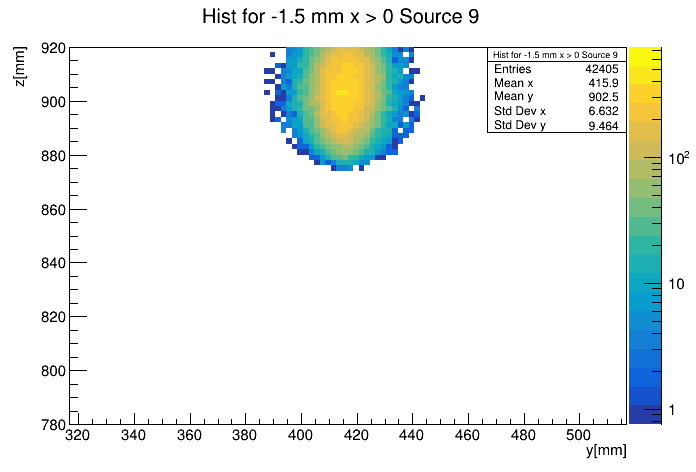 Hist for -1.5 mm x > 0 Source 9
z[mm]
920
900
880
860
840
820
800
780
320 340 360 380 400 420 440 460 480 500
y[mm]
Hist for -1.5 mm x > 0 Source 9
Entries 42405
Mean x 415.9
Mean y 902.5
Std Dev x 6.632
Std Dev y 9.464
10²
10
1